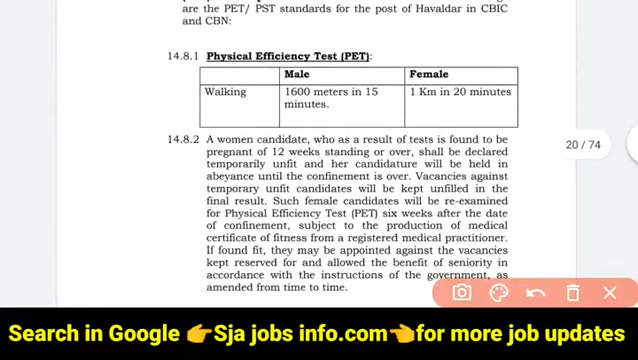 are the PET/ PST standards for the post of Havaldar in CBIC
and CBN:
14.8.1 Physical Efficiency Test (PET):
Male Female
Walking 1600 meters in 15 1 Km in 20 minutes
minutes.
14.8.2 A women candidate, who as a result of tests is found to be
pregnant of 12 weeks standing or over, shall be declared
temporarily unfit and her candidature will be held in
abeyance until the confinement is over. Vacancies against
temporary unfit candidates will be kept unfilled in the
final result. Such female candidates will be re-examined
for Physical Efficiency Test (PET) six weeks after the date
of confinement, subject to the production of medical
certificate of fitness from a registered medical practitioner.
If found fit, they may be appointed against the vacancies
kept reserved for and allowed the benefit of seniority in
accordance with the instructions of the government, as
amended from time to time.
20 / 74
Search in Google 👉Sja jobs info.com👈for more job updates